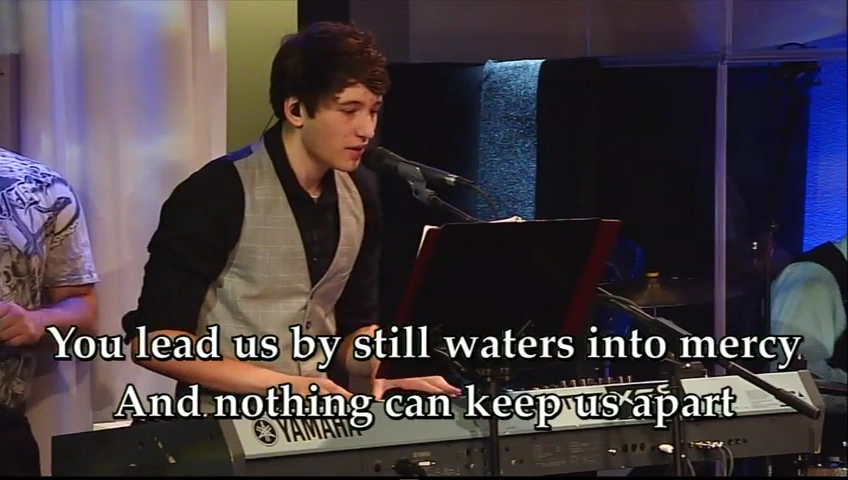 You lead us by still waters into mercy
And nothing can keep us apart
YAMAHA